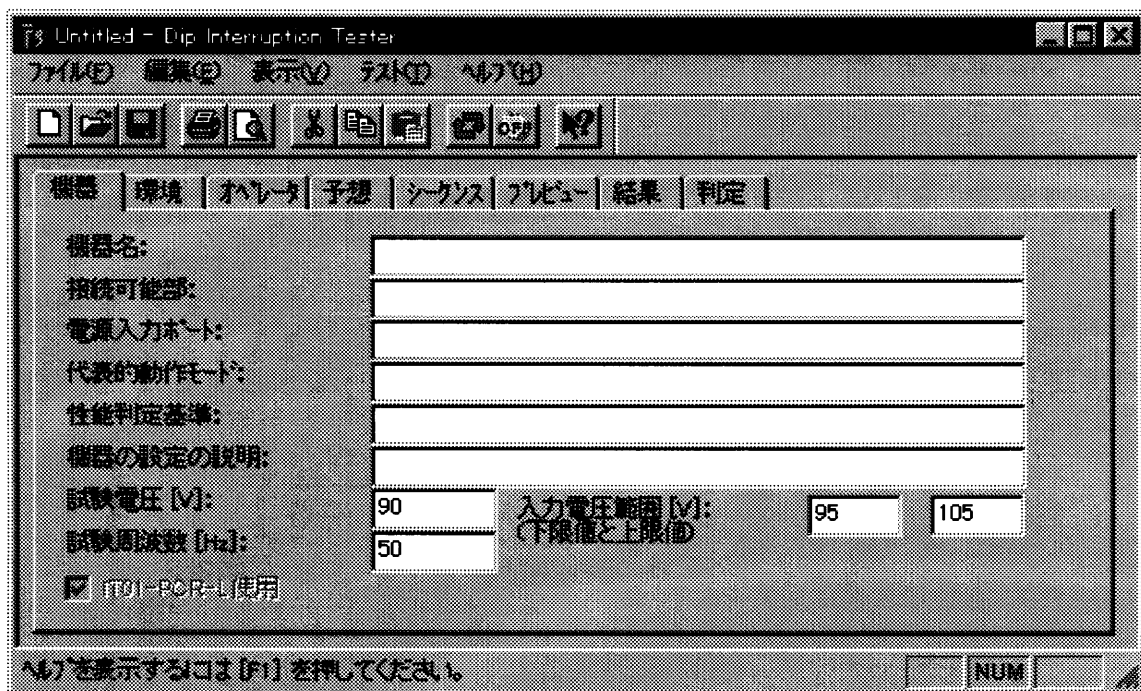 Untitled - Dip Interruption Tester
ﾌｧｲﾙ(F) 編集(E) 表示(V) ﾃｽﾄ(T) ﾍﾙﾌﾟ(H)
OFF
機器 環境 ｵﾍﾟﾚｰﾀ 予想 ｼｰｹﾝｽ ﾌﾟﾚﾋﾞｭｰ 結果 判定
機器名:
接続可能部:
電源入力ﾎﾟｰﾄ:
代表的動作ﾓｰﾄﾞ:
性能判定基準:
機器の設定の説明:
試験電圧 [V]: 90 入力電圧範囲 [V]: 95 105
(下限値と上限値)
試験周波数 [Hz]: 50
使用
ﾍﾙﾌﾟを表示するには [F1] を押してください。 NUM